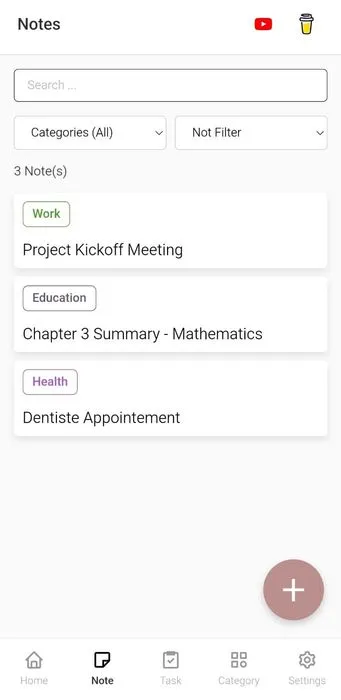 Notes
Search ...
Categories (All)
Not Filter
3 Note(s)
Work
Project Kickoff Meeting
Education
Chapter 3 Summary - Mathematics
Health
Dentiste Appointement
Home
Note
Task
Category
Settings